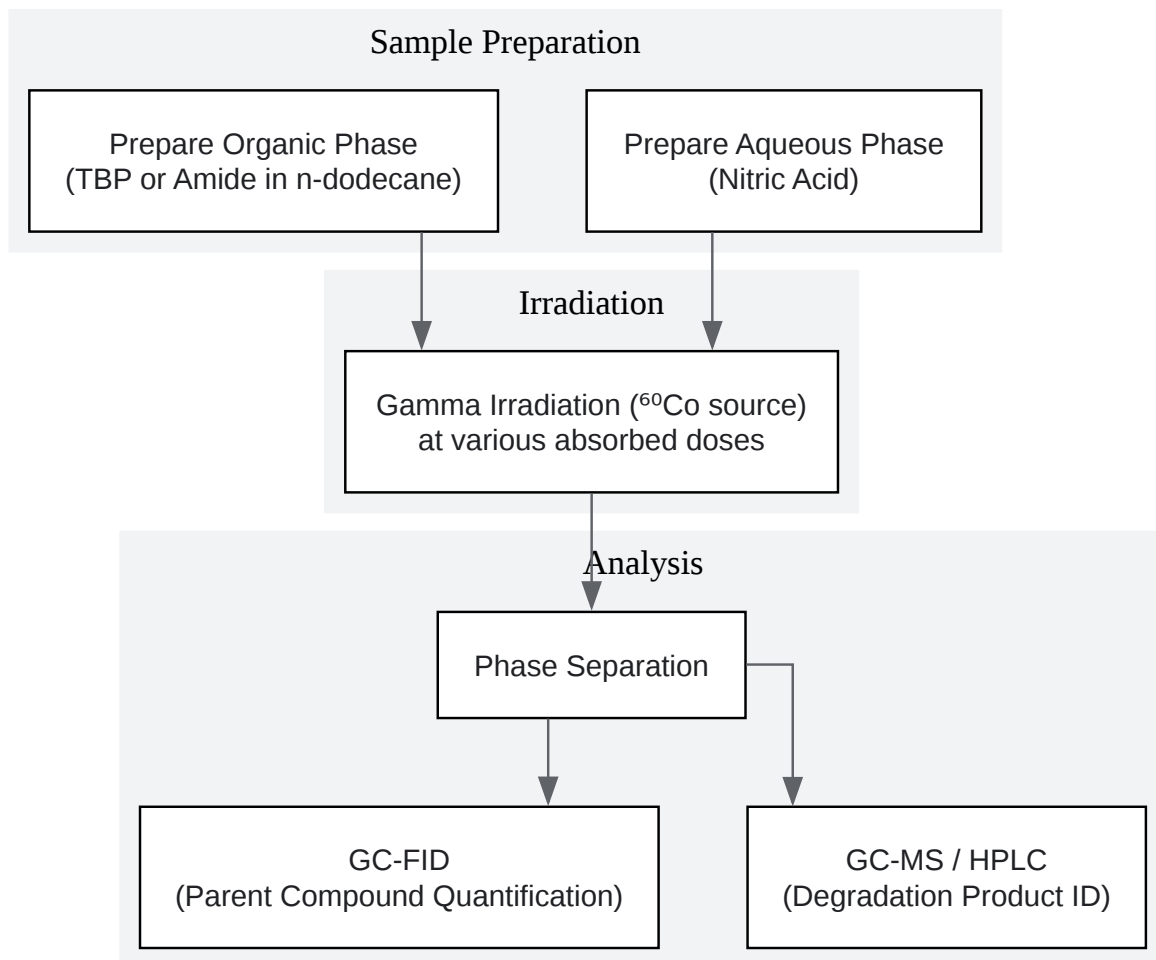 Sample Preparation
Prepare Organic Phase
(TBP or Amide in n-dodecane)
Prepare Aqueous Phase
(Nitric Acid)
Irradiation
Gamma Irradiation (⁶⁰Co source)
at various absorbed doses
Analysis
Phase Separation
GC-FID
(Parent Compound Quantification)
GC-MS / HPLC
(Degradation Product ID)